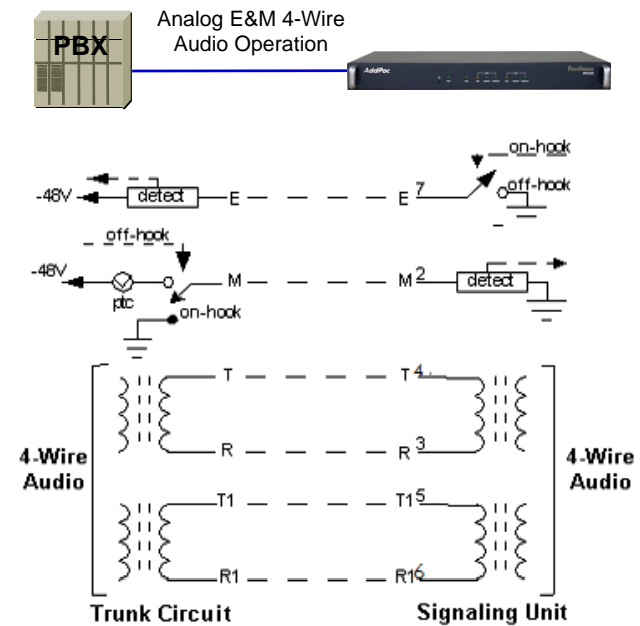 Analog E&M 4-Wire
Audio Operation
PBX
AddPac
on-hook
-48V detect E E 7 off-hook
off-hook
-48V M M 2 detect
ptc on-hook
T T 4
R R 3
4-Wire
Audio
4-Wire
Audio
T1 T1 5
R1 R1 6
Trunk Circuit Signaling Unit